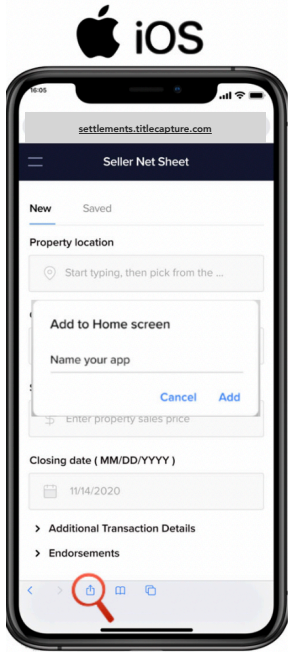 iOS
16:05
settlements.titlecapture.com
Seller Net Sheet
New Saved
Property location
Start typing, then pick from the ...
Add to Home screen
Name your app
Cancel Add
Enter property sales price
Closing date ( MM/DD/YYYY )
11/14/2020
Additional Transaction Details
Endorsements